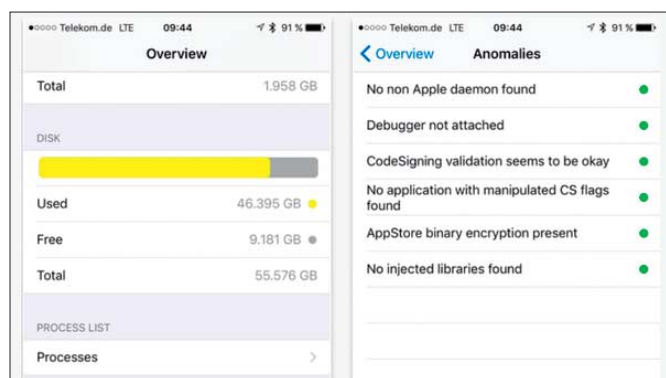 ●○○○○ Telekom.de LTE 09:44 91 %
Overview
Total 1.958 GB
DISK
Used 46.395 GB
Free 9.181 GB
Total 55.576 GB
PROCESS LIST
Processes
●○○○○ Telekom.de LTE 09:44 91 %
Overview Anomalies
No non Apple daemon found
Debugger not attached
CodeSigning validation seems to be okay
No application with manipulated CS flags
found
AppStore binary encryption present
No injected libraries found